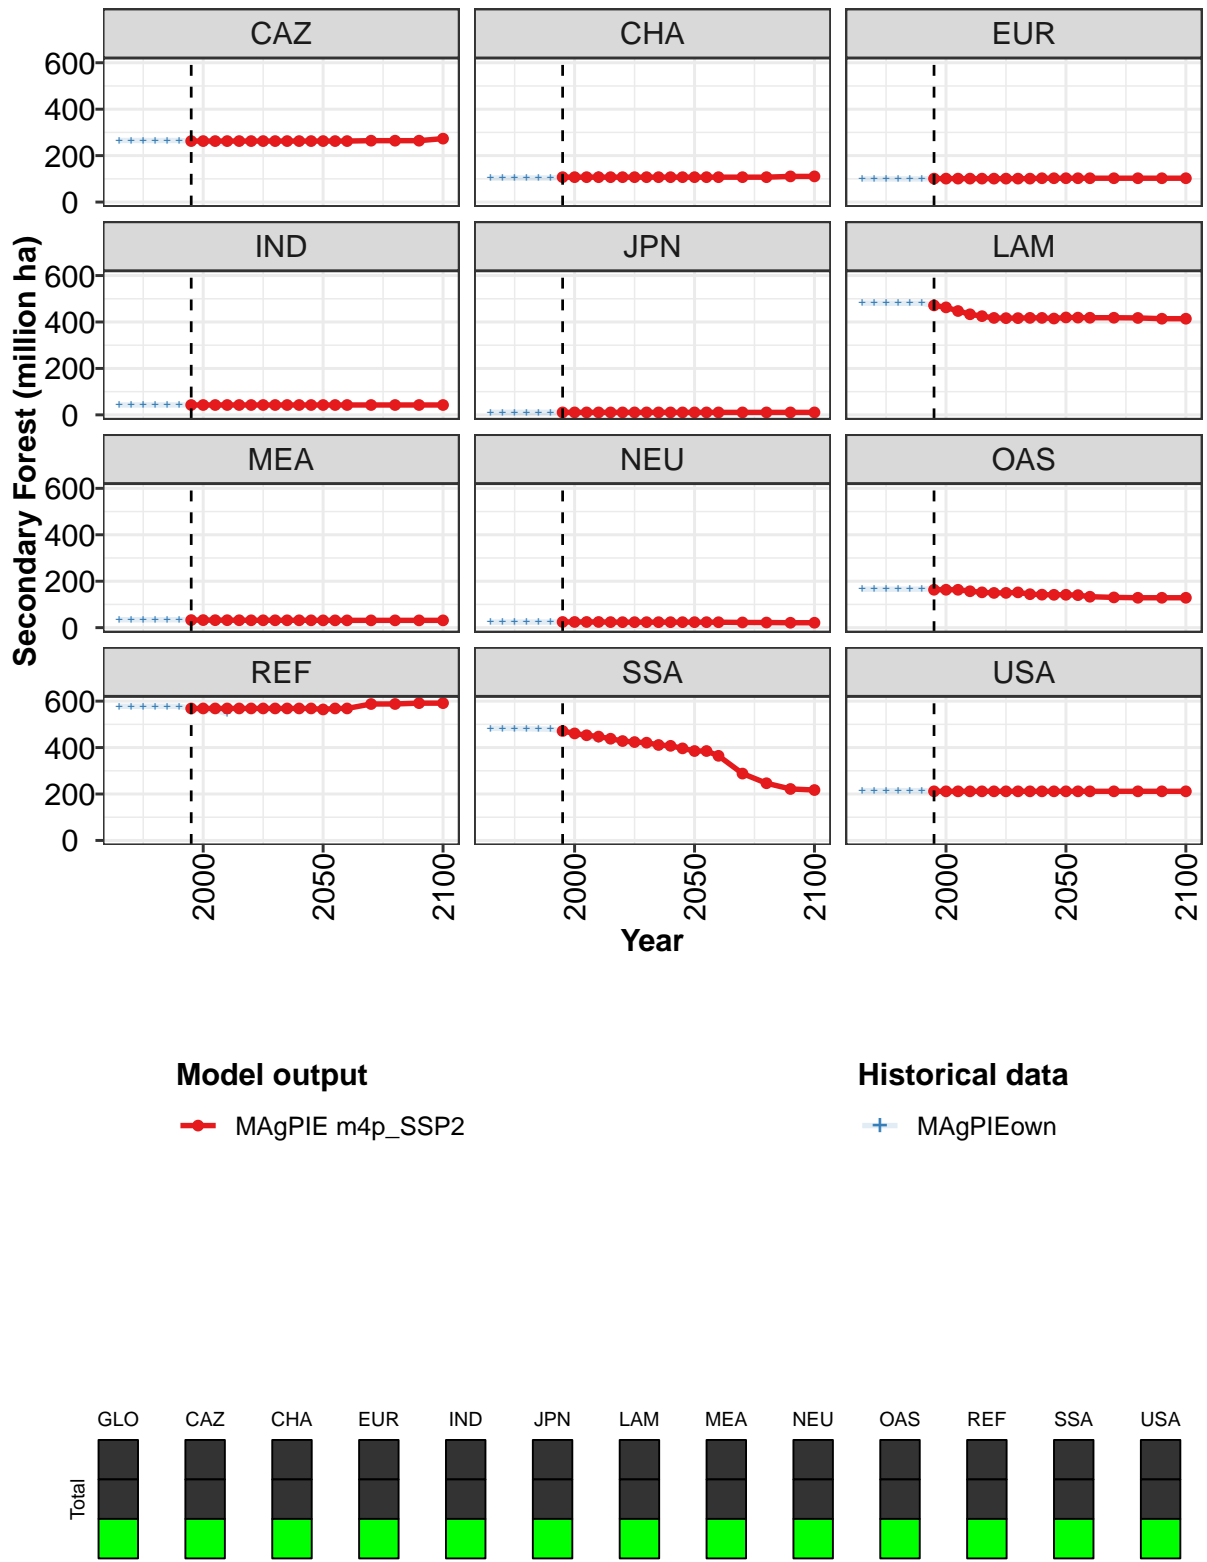 CAZ CHA EUR
600
400
200
0
IND JPN LAM
600
400
200
0
MEA NEU OAS
600
400
200
0
REF SSA USA
600
400
200
0
Secondary Forest (million ha)
2000 2050 2100 2000 2050 2100 2000 2050 2100
Year
Model output
MAgPIE m4p_SSP2
Historical data
MAgPIEown
GLO CAZ CHA EUR IND JPN LAM MEA NEU OAS REF SSA USA
Total